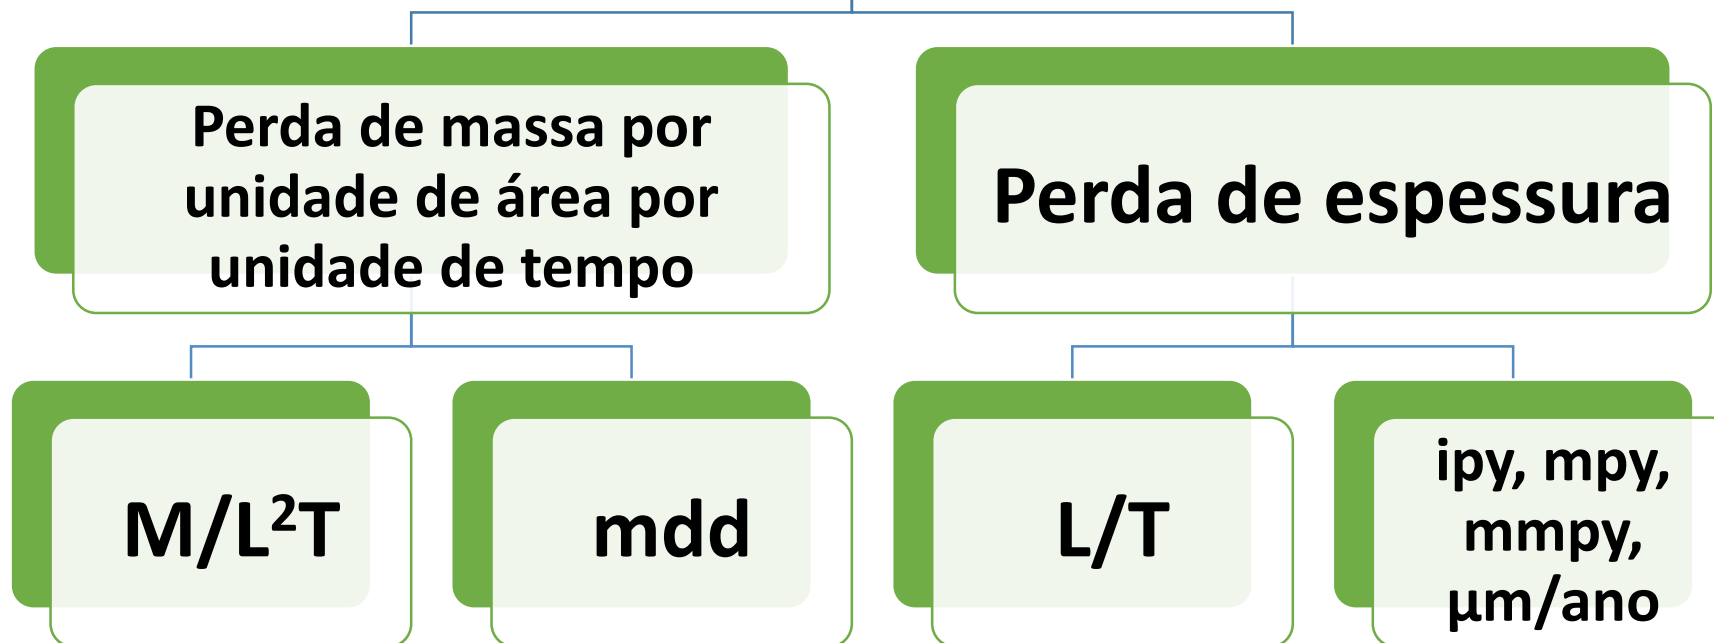 Perda de massa por
unidade de área por
unidade de tempo
Perda de espessura
M/L²T
mdd
L/T
ipy, mpy,
mmpy,
µm/ano